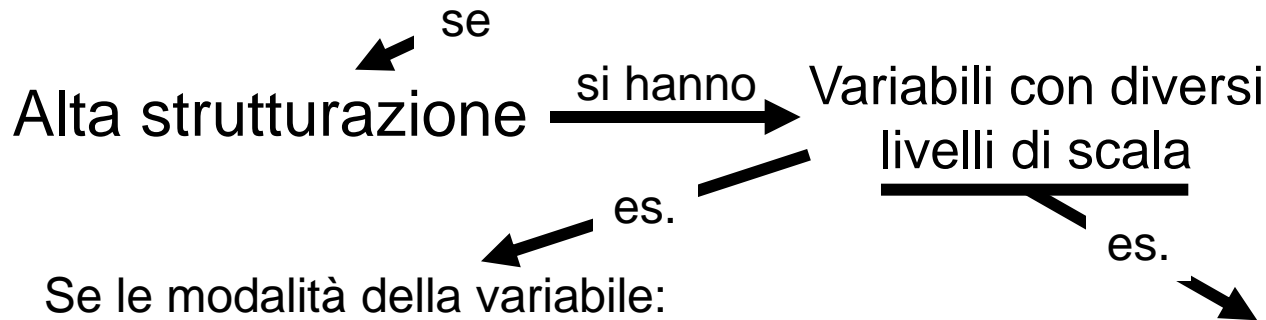 se
Alta strutturazione
si hanno
Variabili con diversi
livelli di scala
es.
es.
Se le modalità della variabile: